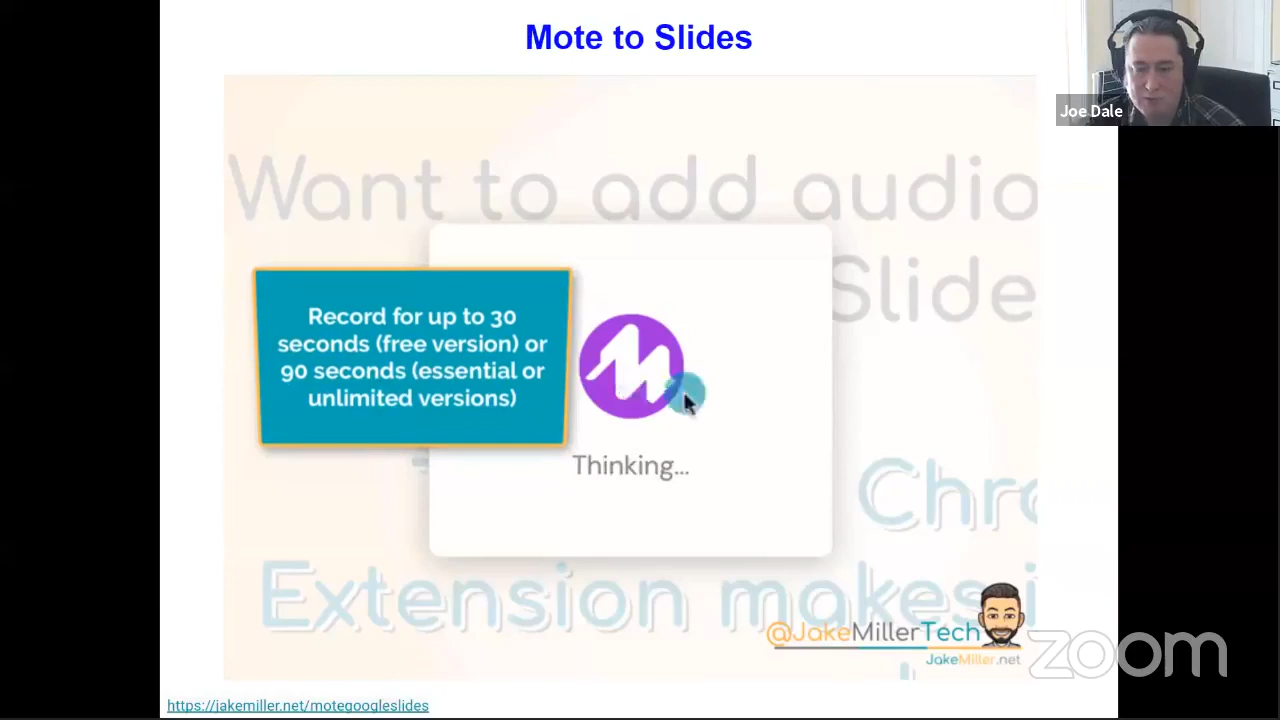 Mote to Slides
Joe Dale
Want to add audio
Slide
Record for up to 30
seconds (free version) or
90 seconds (essential or
unlimited versions)
Thinking...
Extension makes
@JakeMillerTech
JakeMiller.net
zoom
https://jakemiller.net/motegoogleslides